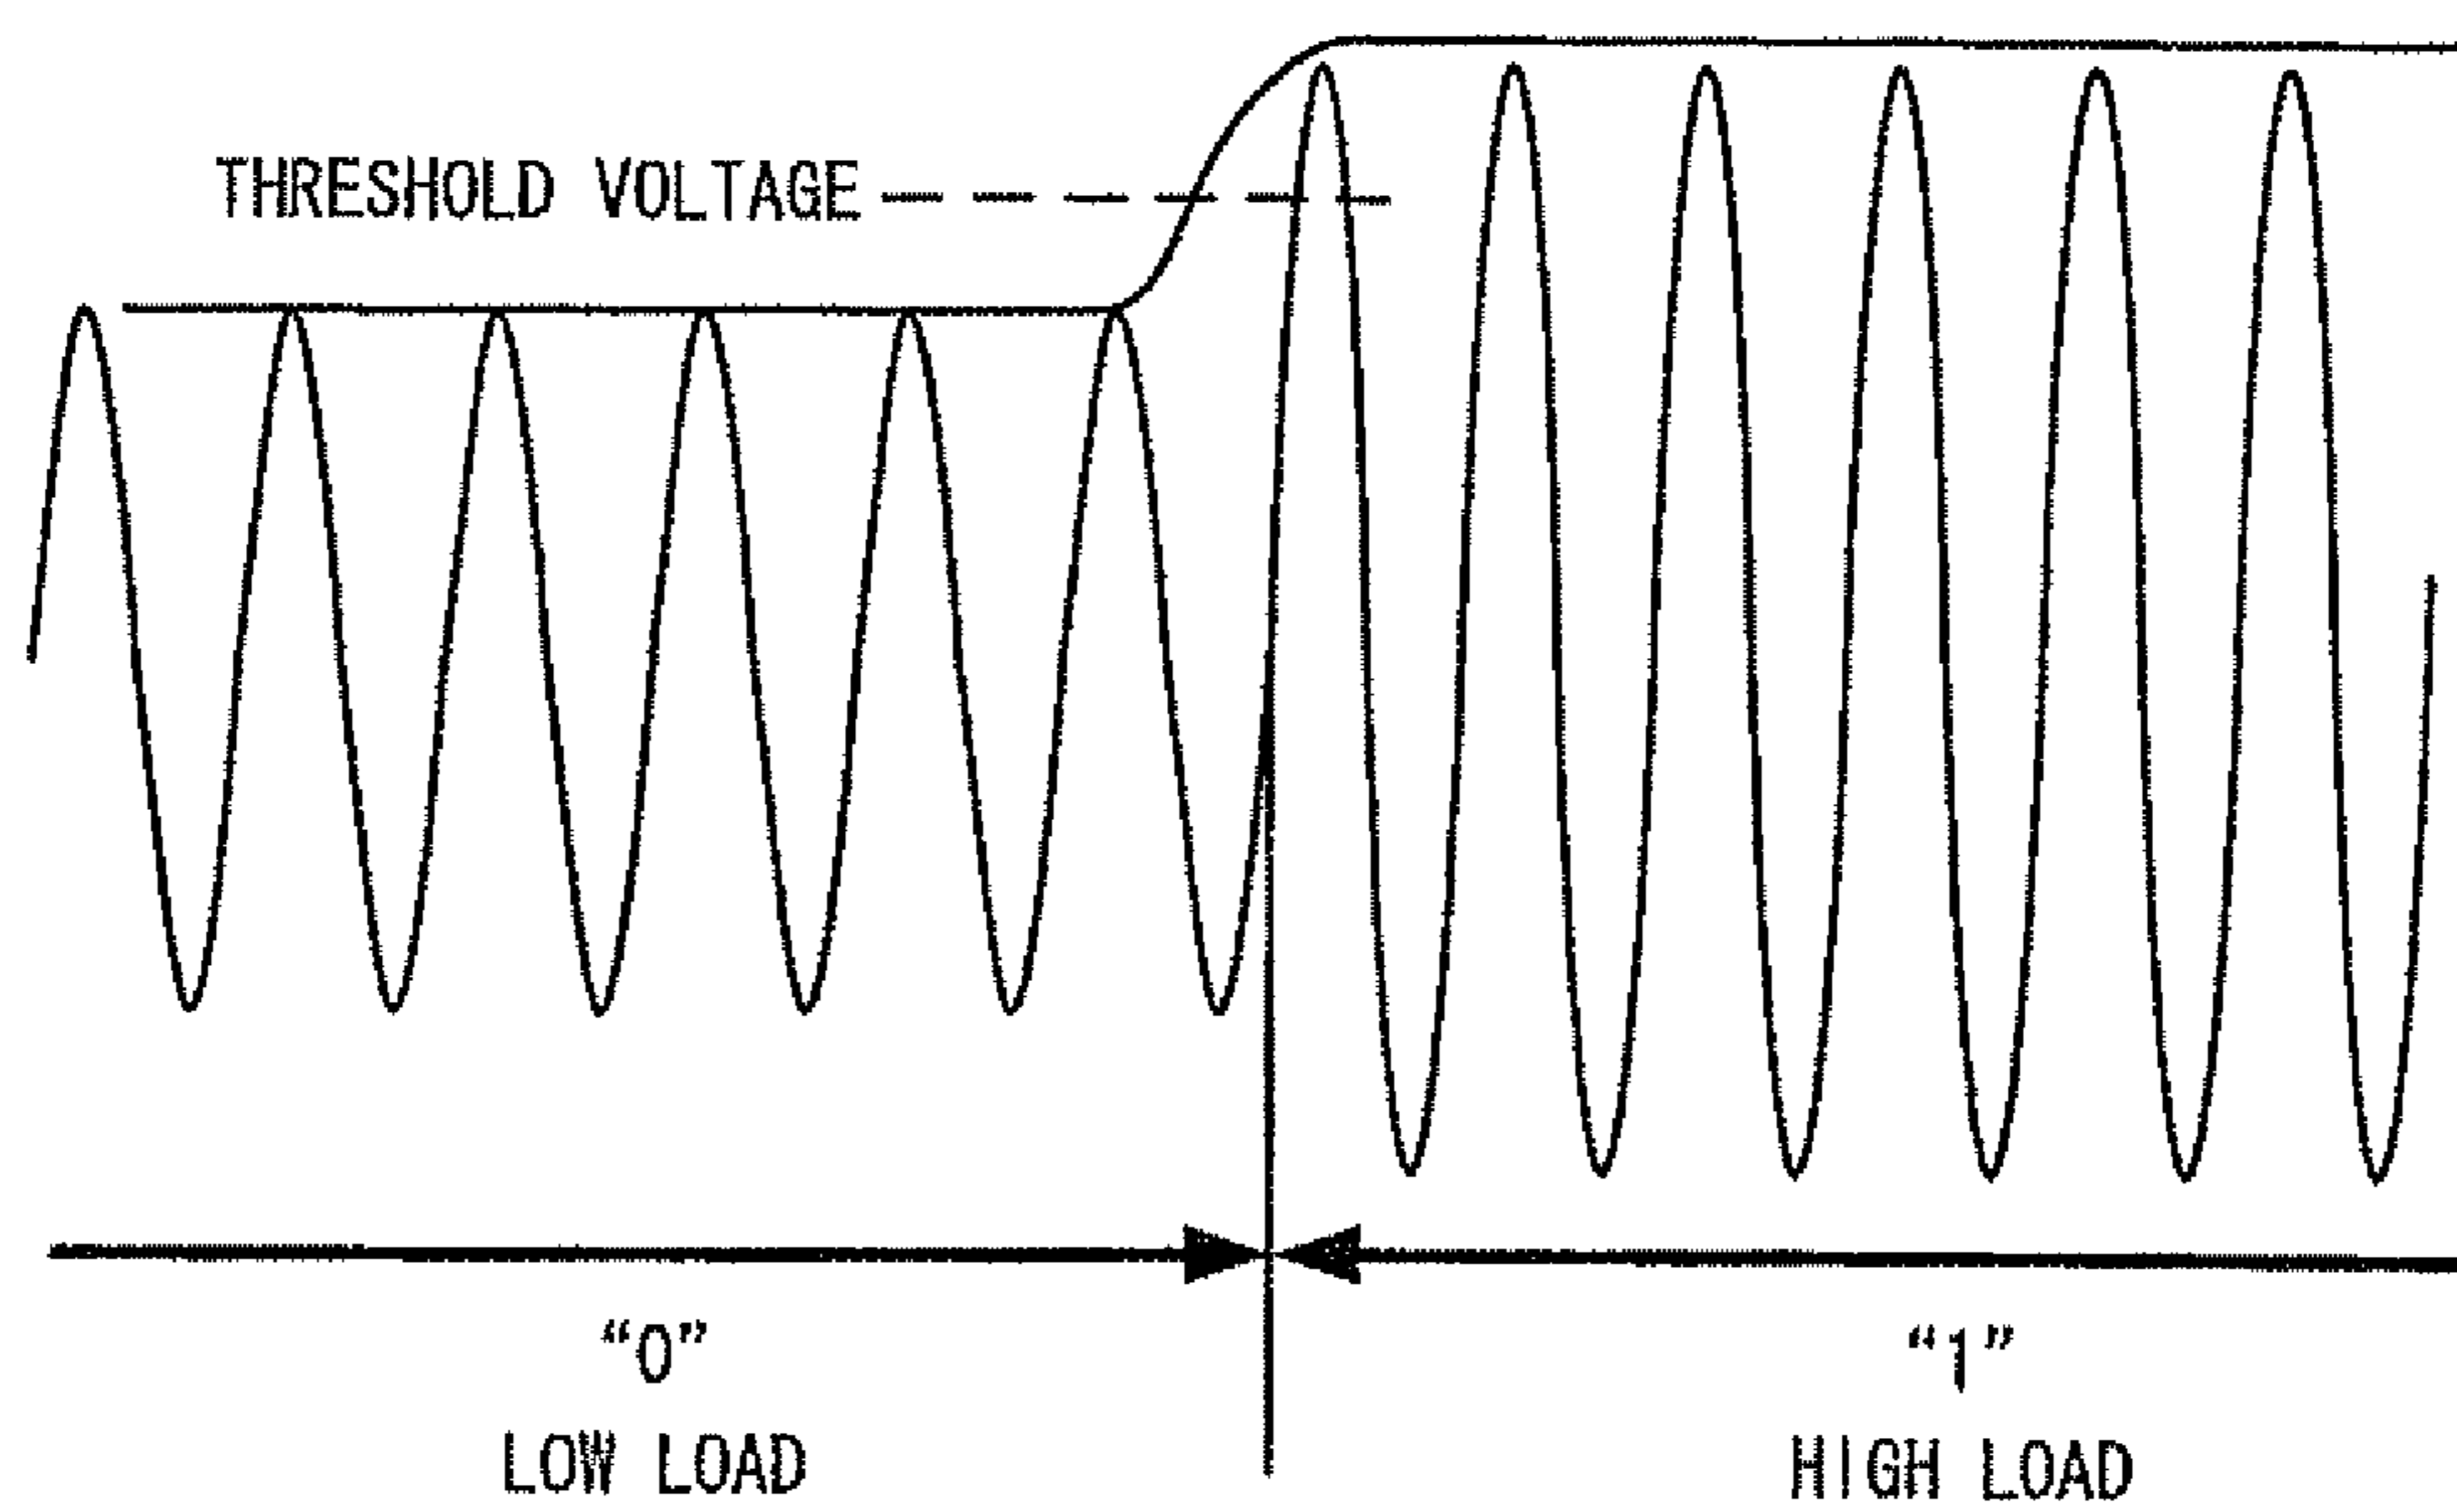 THRESHOLD VOLTAGE
“0”
LOW LOAD
“1”
HIGH LOAD